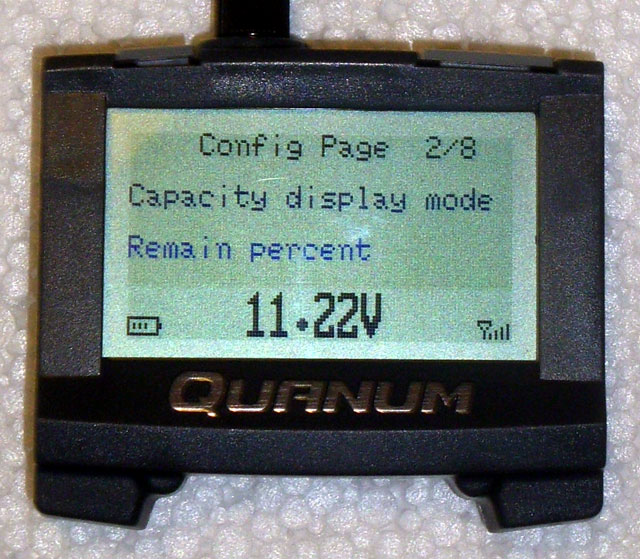 Config Page 2/8
Capacity display mode
Remain percent
11.22V
QUANUM